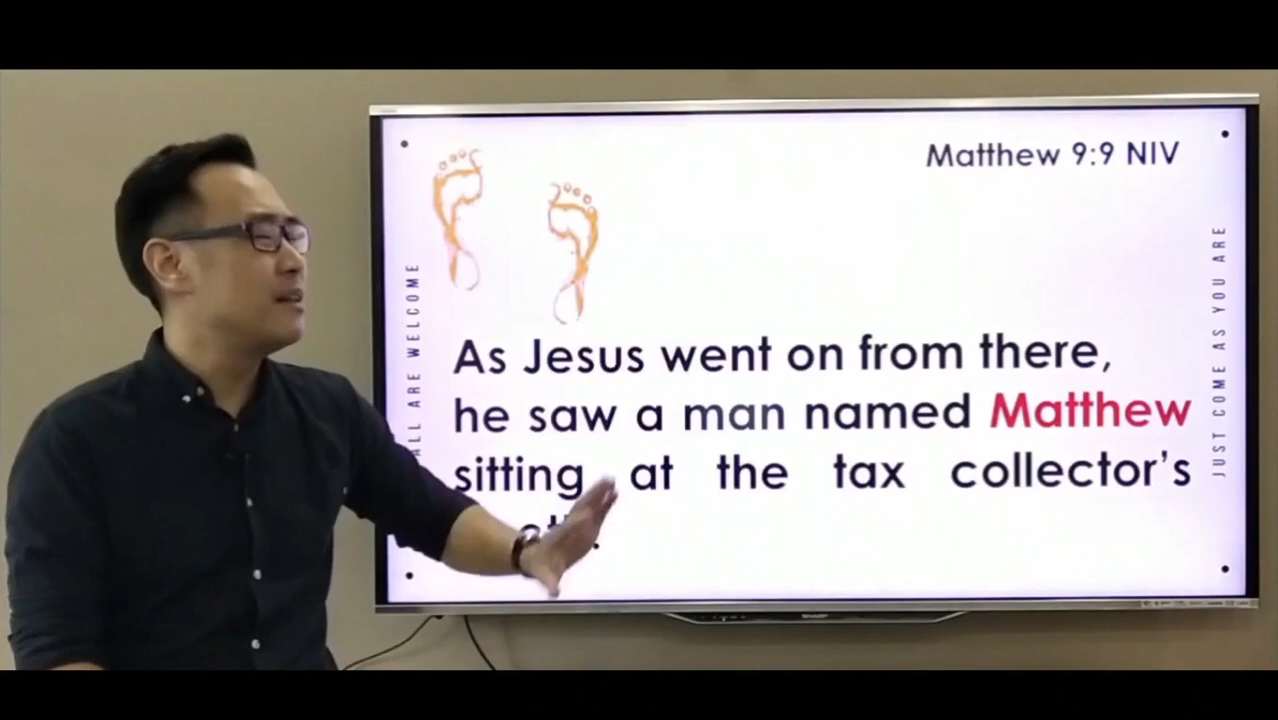 Matthew 9:9 NIV
ALL ARE WELCOME
JUST COME AS YOU ARE
As Jesus went on from there,
he saw a man named Matthew
sitting at the tax collector’s